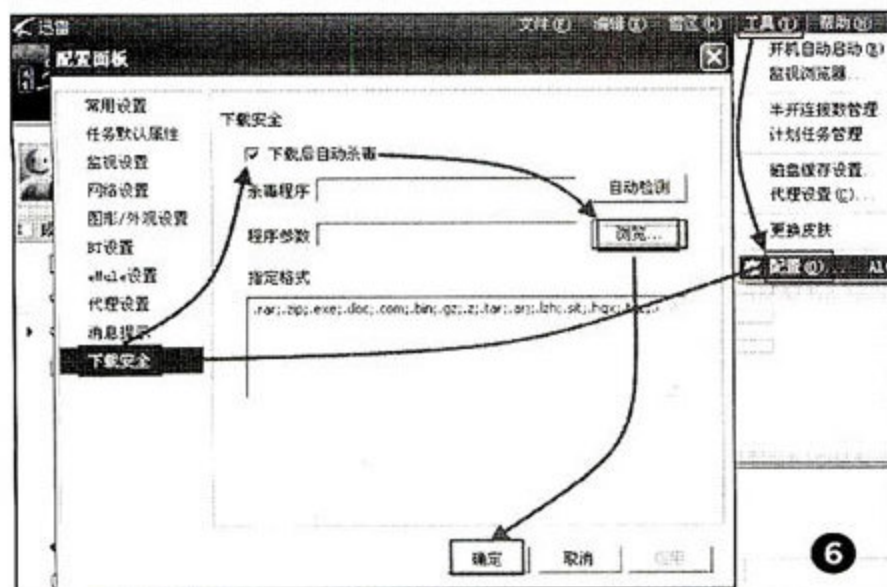 迅雷
文件(F) 编辑(E) 雷区(C) 工具(T) 帮助(H)
配置面板
开机自动启动(B)
监视浏览器...
半开连接数管理
计划任务管理
磁盘缓存设置...
代理设置(C)...
更换皮肤
配置(O)...
常用设置
任务默认属性
监视设置
网络设置
图形/外观设置
BT设置
eMule设置
代理设置
消息提示
下载安全
下载安全
下载后自动杀毒
杀毒程序
自动检测
程序参数
浏览...
指定格式
.rar;.zip;.exe;.doc;.com;.bin;.gz;.z;.tar;.arj;.lzh;.sit;.hqx;
确定 取消 应用
6